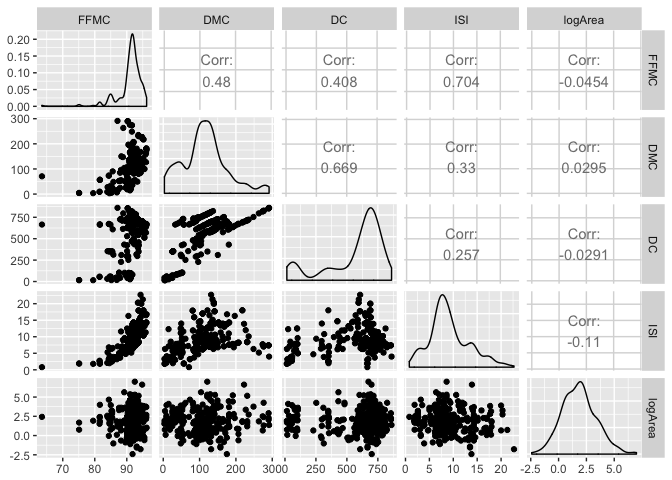 FFMC DMC DC ISI logArea
0.20
0.15
0.10
0.05
0.00
Corr:
0.48
Corr:
0.408
Corr:
0.704
Corr:
-0.0454
FFMC
300
200
100
0
Corr:
0.669
Corr:
0.33
Corr:
0.0295
DMC
750
500
250
0
Corr:
0.257
Corr:
-0.0291
DC
20
15
10
5
0
Corr:
-0.11
ISI
5.0
2.5
0.0
-2.5
logArea
70 80 90 0 100 200 300 0 250 500 750 0 5 10 15 20 -2.5 0.0 2.5 5.0